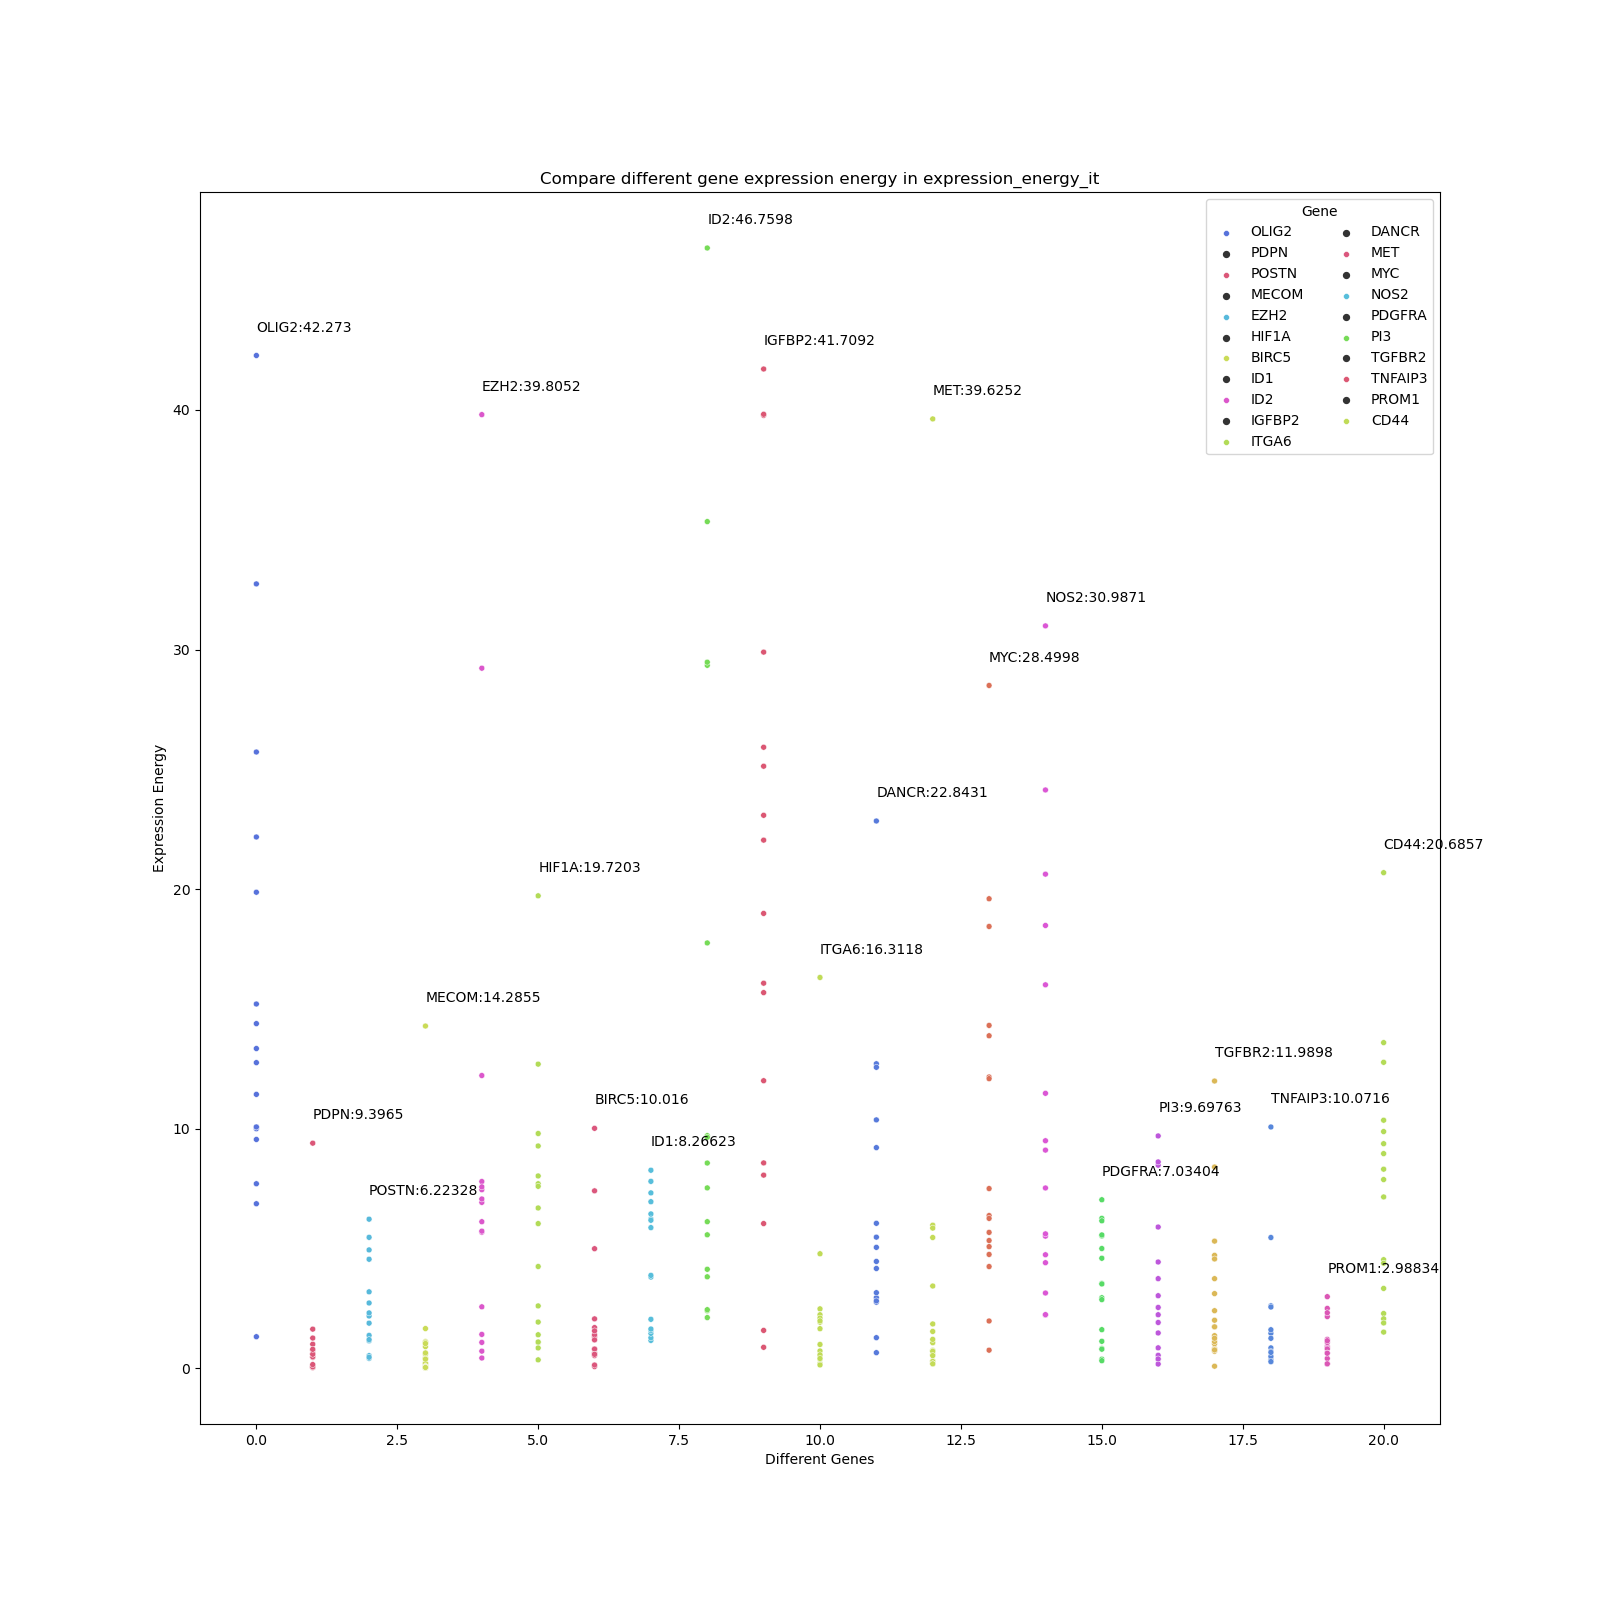 Compare different gene expression energy in expression_energy_it
ID2:46.7598
OLIG2:42.273
IGFBP2:41.7092
EZH2:39.8052
MET:39.6252
NOS2:30.9871
MYC:28.4998
DANCR:22.8431
CD44:20.6857
HIF1A:19.7203
ITGA6:16.3118
MECOM:14.2855
TGFBR2:11.9898
PDPN:9.3965
BIRC5:10.016
PI3:9.69763
TNFAIP3:10.0716
ID1:8.26623
PDGFRA:7.03404
POSTN:6.22328
PROM1:2.98834
Gene
OLIG2
PDPN
POSTN
MECOM
EZH2
HIF1A
BIRC5
ID1
ID2
IGFBP2
ITGA6
DANCR
MET
MYC
NOS2
PDGFRA
PI3
TGFBR2
TNFAIP3
PROM1
CD44
Expression Energy
40
30
20
10
0
0.0 2.5 5.0 7.5 10.0 12.5 15.0 17.5 20.0
Different Genes